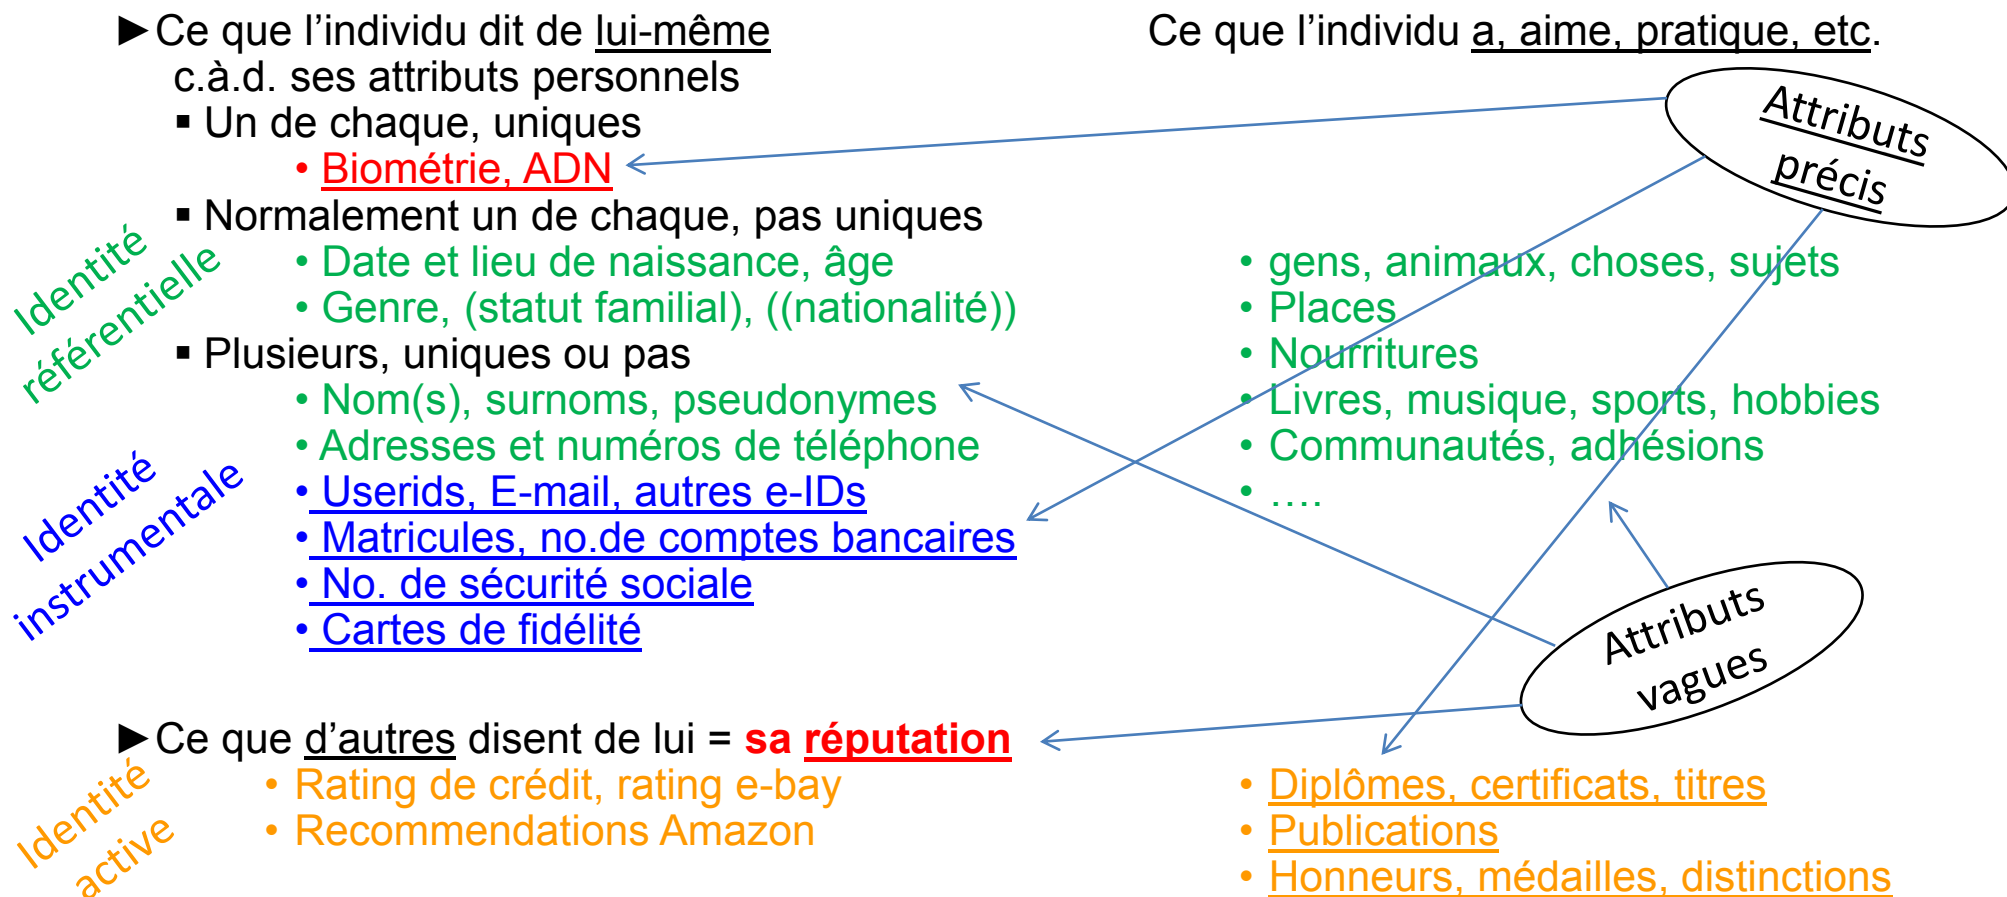 ►Ce que l’individu dit de lui-même
c.à.d. ses attributs personnels
▪ Un de chaque, uniques
• Biométrie, ADN
▪ Normalement un de chaque, pas uniques
• Date et lieu de naissance, âge
• Genre, (statut familial), ((nationalité))
▪ Plusieurs, uniques ou pas
• Nom(s), surnoms, pseudonymes
• Adresses et numéros de téléphone
• Userids, E-mail, autres e-IDs
• Matricules, no.de comptes bancaires
• No. de sécurité sociale
• Cartes de fidélité
Identité
référentielle
Identité
instrumentale
Ce que l’individu a, aime, pratique, etc.
Attributs
précis
• gens, animaux, choses, sujets
• Places
• Nourritures
• Livres, musique, sports, hobbies
• Communautés, adhésions
• ….
Attributs
vagues
►Ce que d’autres disent de lui = sa réputation
• Rating de crédit, rating e-bay
• Recommendations Amazon
Identité
active
• Diplômes, certificats, titres
• Publications
• Honneurs, médailles, distinctions